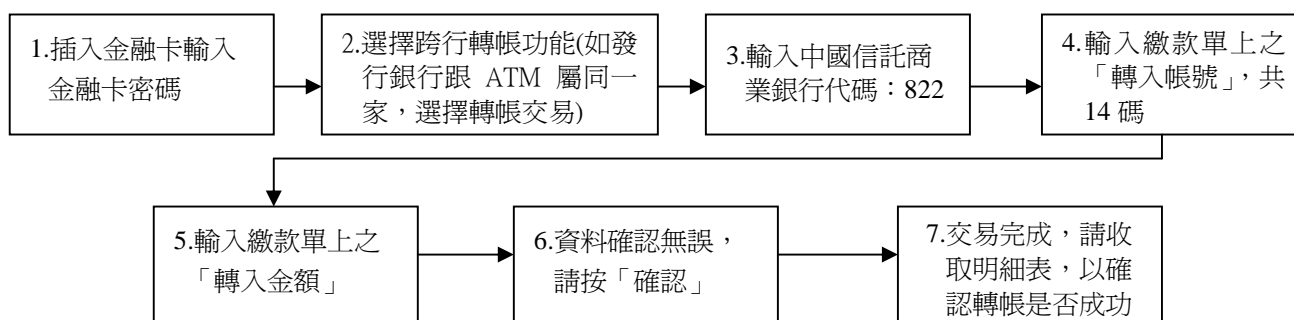 1.插入金融卡輸入
金融卡密碼
2.選擇跨行轉帳功能(如發
行銀行跟 ATM 屬同一
家，選擇轉帳交易)
3.輸入中國信託商
業銀行代碼：822
4.輸入繳款單上之
「轉入帳號」，共
14 碼
5.輸入繳款單上之
「轉入金額」
6.資料確認無誤，
請按「確認」
7.交易完成，請收
取明細表，以確
認轉帳是否成功